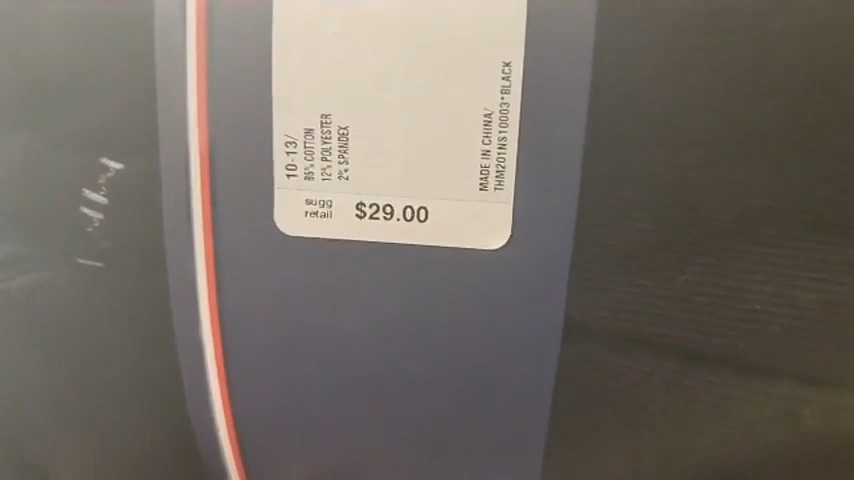 10-13/
86% COTTON
12% POLYESTER
2% SPANDEX
MADE IN CHINA/
THM201NS10003*BLACK
sugg
retail
$29.00